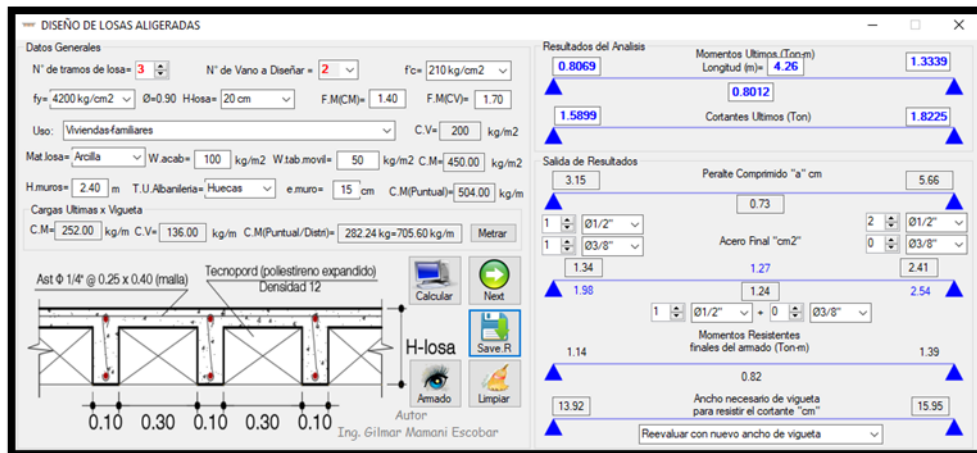 DISEÑO DE LOSAS ALIGERADAS
Datos Generales
N° de tramos de losa= 3 N° de Vano a Diseñar = 2 f'c= 210 kg/cm2
fy= 4200 kg/cm2 Ø=0.90 H-losa= 20 cm F.M(CM)= 1.40 F.M(CV)= 1.70
Uso: Viviendas-familiares C.V= 200 kg/m2
Mat.losa= Arcilla W.acab= 100 kg/m2 W.tab.movil= 50 kg/m2 C.M= 450.00 kg/m2
H.muros= 2.40 m T.U.Albanileria= Huecas e.muro= 15 cm C.M(Puntual)= 504.00 kg/m
Cargas Ultimas x Vigueta
C.M= 252.00 kg/m C.V= 136.00 kg/m C.M(Puntual/Distri)= 282.24 kg=705.60 kg/m Metrar
Ast Φ 1/4" @ 0.25 x 0.40 (malla)
Tecnopord (poliestireno expandido)
Densidad 12
H-losa
0.10 0.30 0.10 0.30 0.10 0.30 0.10
Calcular Next
Save.R
Armado Limpiar
Autor
Ing. Gilmar Mamani Escobar
Resultados del Analisis
Momentos Ultimos (Ton-m)
0.8069 Longitud (m)= 4.26 1.3339
0.8012
1.5899 Cortantes Ultimos (Ton) 1.8225
Salida de Resultados
3.15 Peralte Comprimido "a" cm 5.66
0.73
1 Ø1/2" 2 Ø1/2"
1 Ø3/8" Acero Final "cm2" 0 Ø3/8"
1.34 1.27 2.41
1.98 1.24 2.54
1 Ø1/2" + 0 Ø3/8"
Momentos Resistentes
1.14 finales del armado (Ton-m) 1.39
0.82
13.92 Ancho necesario de vigueta 15.95
para resistir el cortante "cm"
Reevaluar con nuevo ancho de vigueta